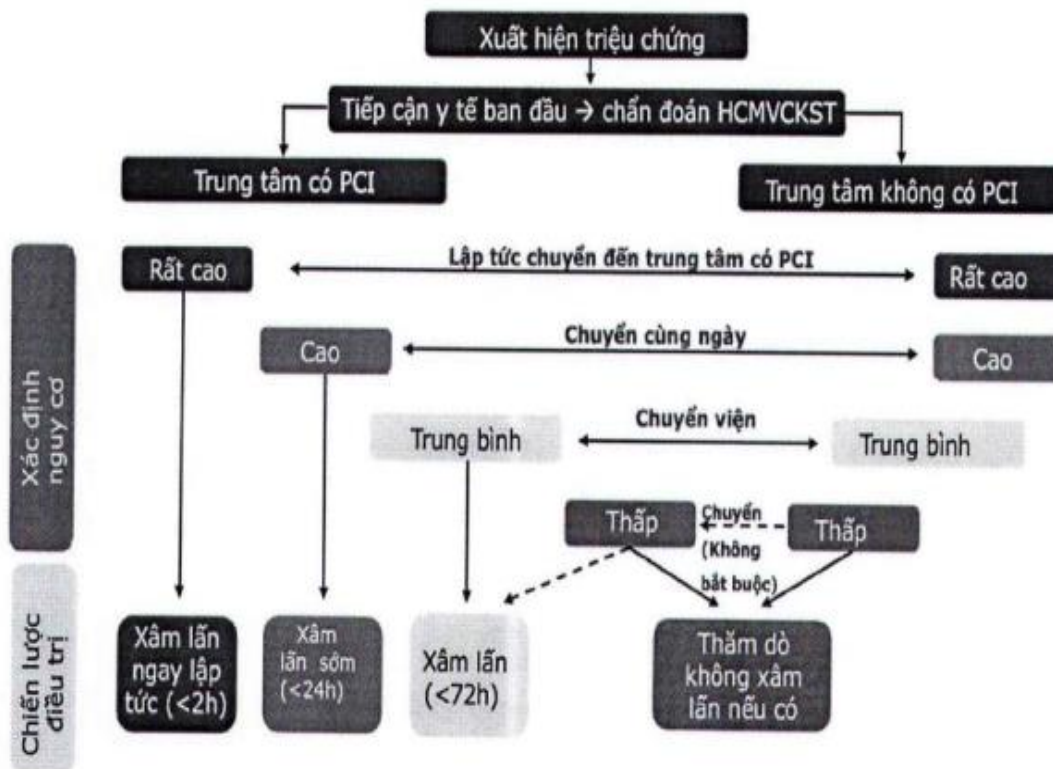 Xuất hiện triệu chứng
Tiếp cận y tế ban đầu → chẩn đoán HCMVCKST
Trung tâm có PCI
Trung tâm không có PCI
Xác định
nguy cơ
Rất cao
Lập tức chuyển đến trung tâm có PCI
Rất cao
Cao
Chuyển cùng ngày
Cao
Trung bình
Chuyển viện
Trung bình
Thấp
Chuyển
(Không
bắt buộc)
Thấp
Chiến lược
điều trị
Xâm lấn
ngay lập
tức (<2h)
Xâm
lấn sớm
(<24h)
Xâm lấn
(<72h)
Thăm dò
không xâm
lấn nếu có